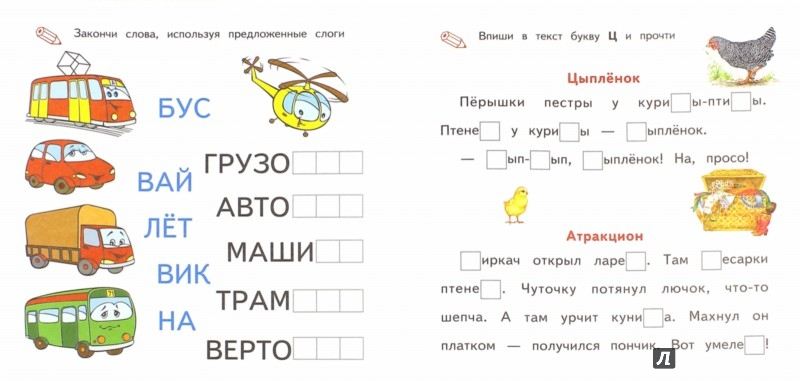 Закончи слова, используя предложенные слоги
БУС
ВАЙ
ЛЁТ
ВИК
НА
ГРУЗО
АВТО
МАШИ
ТРАМ
ВЕРТО
Впиши в текст букву Ц и прочти
Цыплёнок
Пёрышки пестры у кури□ы-пти□ы.
Птене□ у кури□ы — □ыплёнок.
— □ып-□ып, □ыплёнок! На, просо!
Атракцион
□иркач открыл ларе□. Там □есарки
птене□. Чуточку потянул лючок, что-то
шепча. А там урчит куни□а. Махнул он
платком — получился пончик. Вот умеле□!
Л